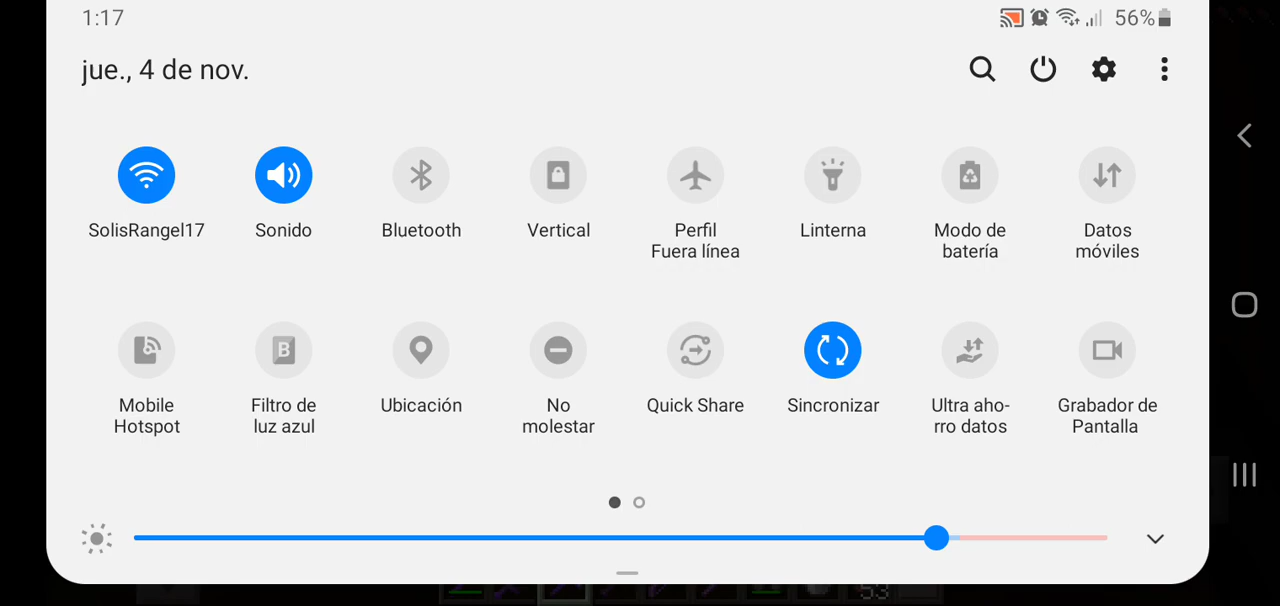 1:17
56%
jue., 4 de nov.
SolisRangel17
Sonido
Bluetooth
Vertical
Perfil
Fuera línea
Linterna
Modo de
batería
Datos
móviles
Mobile
Hotspot
Filtro de
luz azul
Ubicación
No
molestar
Quick Share
Sincronizar
Ultra aho-
rro datos
Grabador de
Pantalla
53